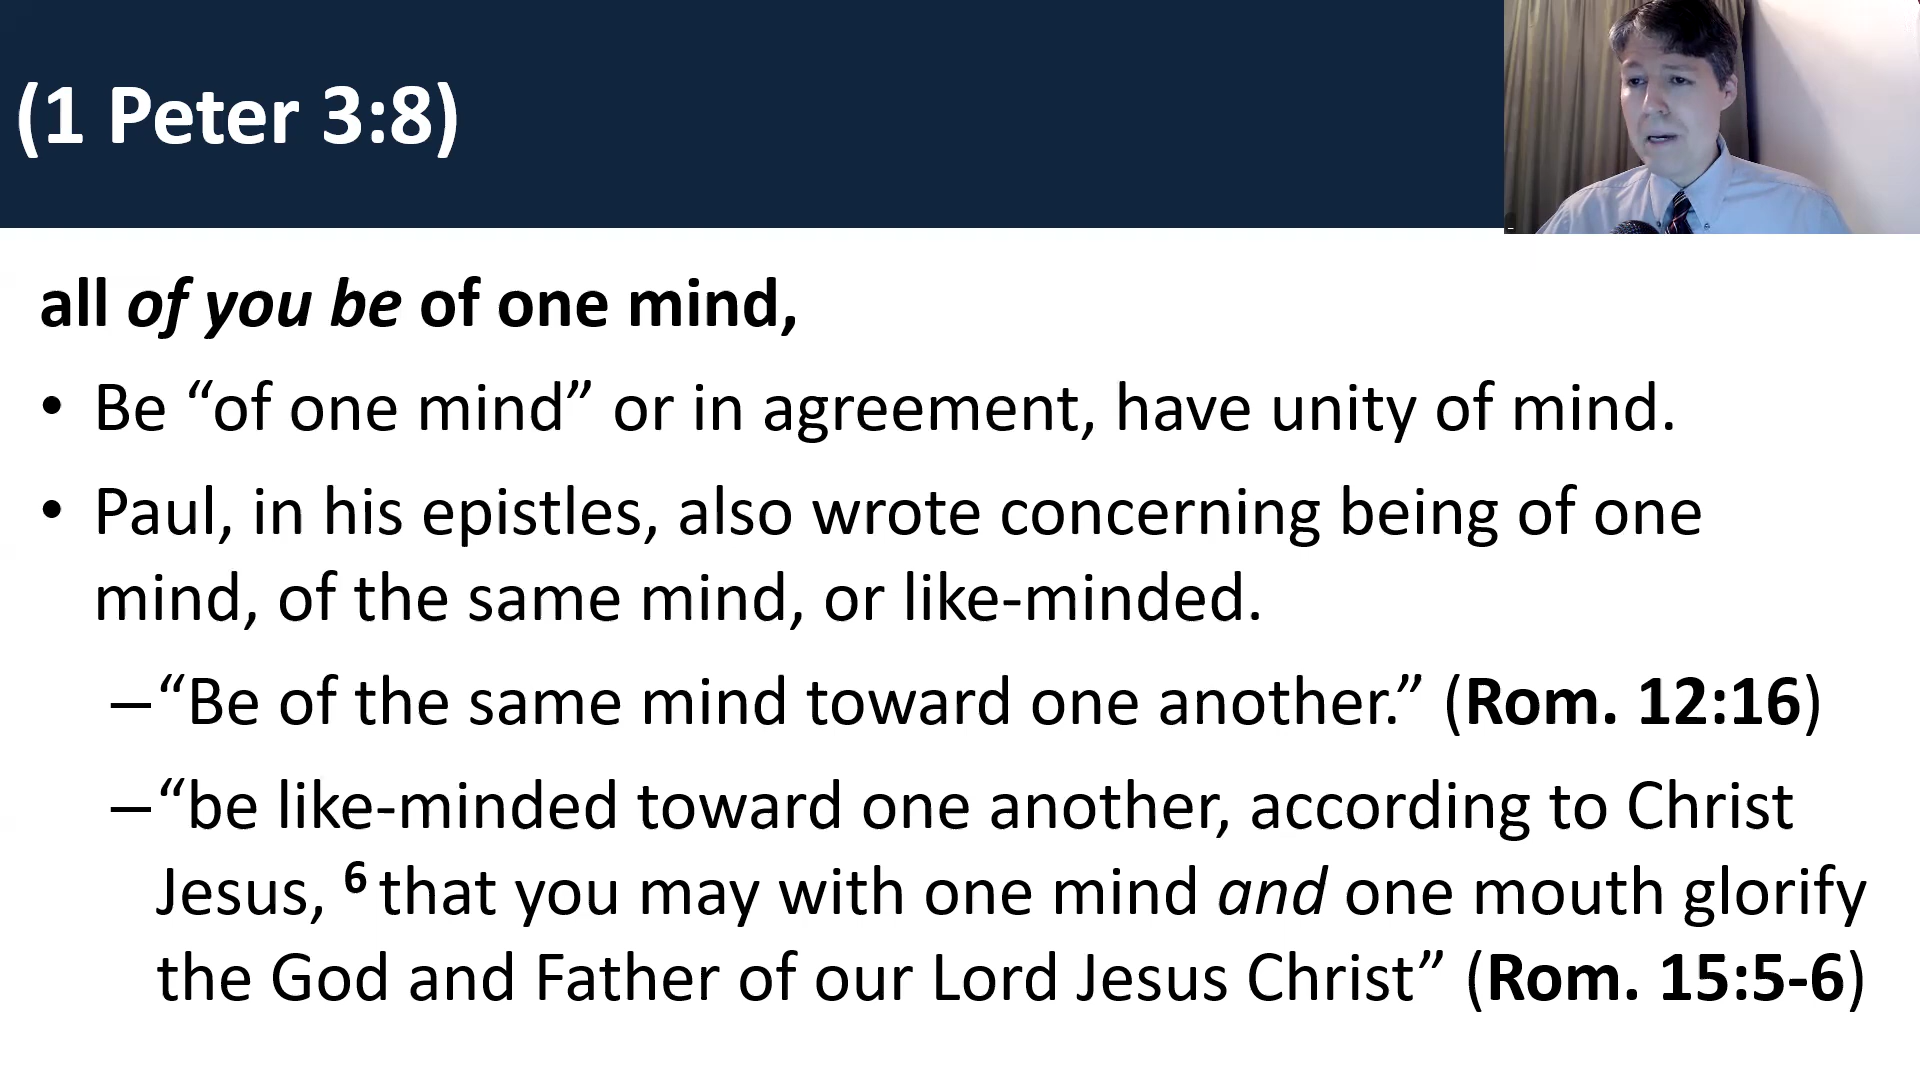 (1 Peter 3:8)
all of you be of one mind,
• Be “of one mind” or in agreement, have unity of mind.
• Paul, in his epistles, also wrote concerning being of one
mind, of the same mind, or like-minded.
–“Be of the same mind toward one another.” (Rom. 12:16)
–“be like-minded toward one another, according to Christ
Jesus, 6 that you may with one mind and one mouth glorify
the God and Father of our Lord Jesus Christ” (Rom. 15:5-6)